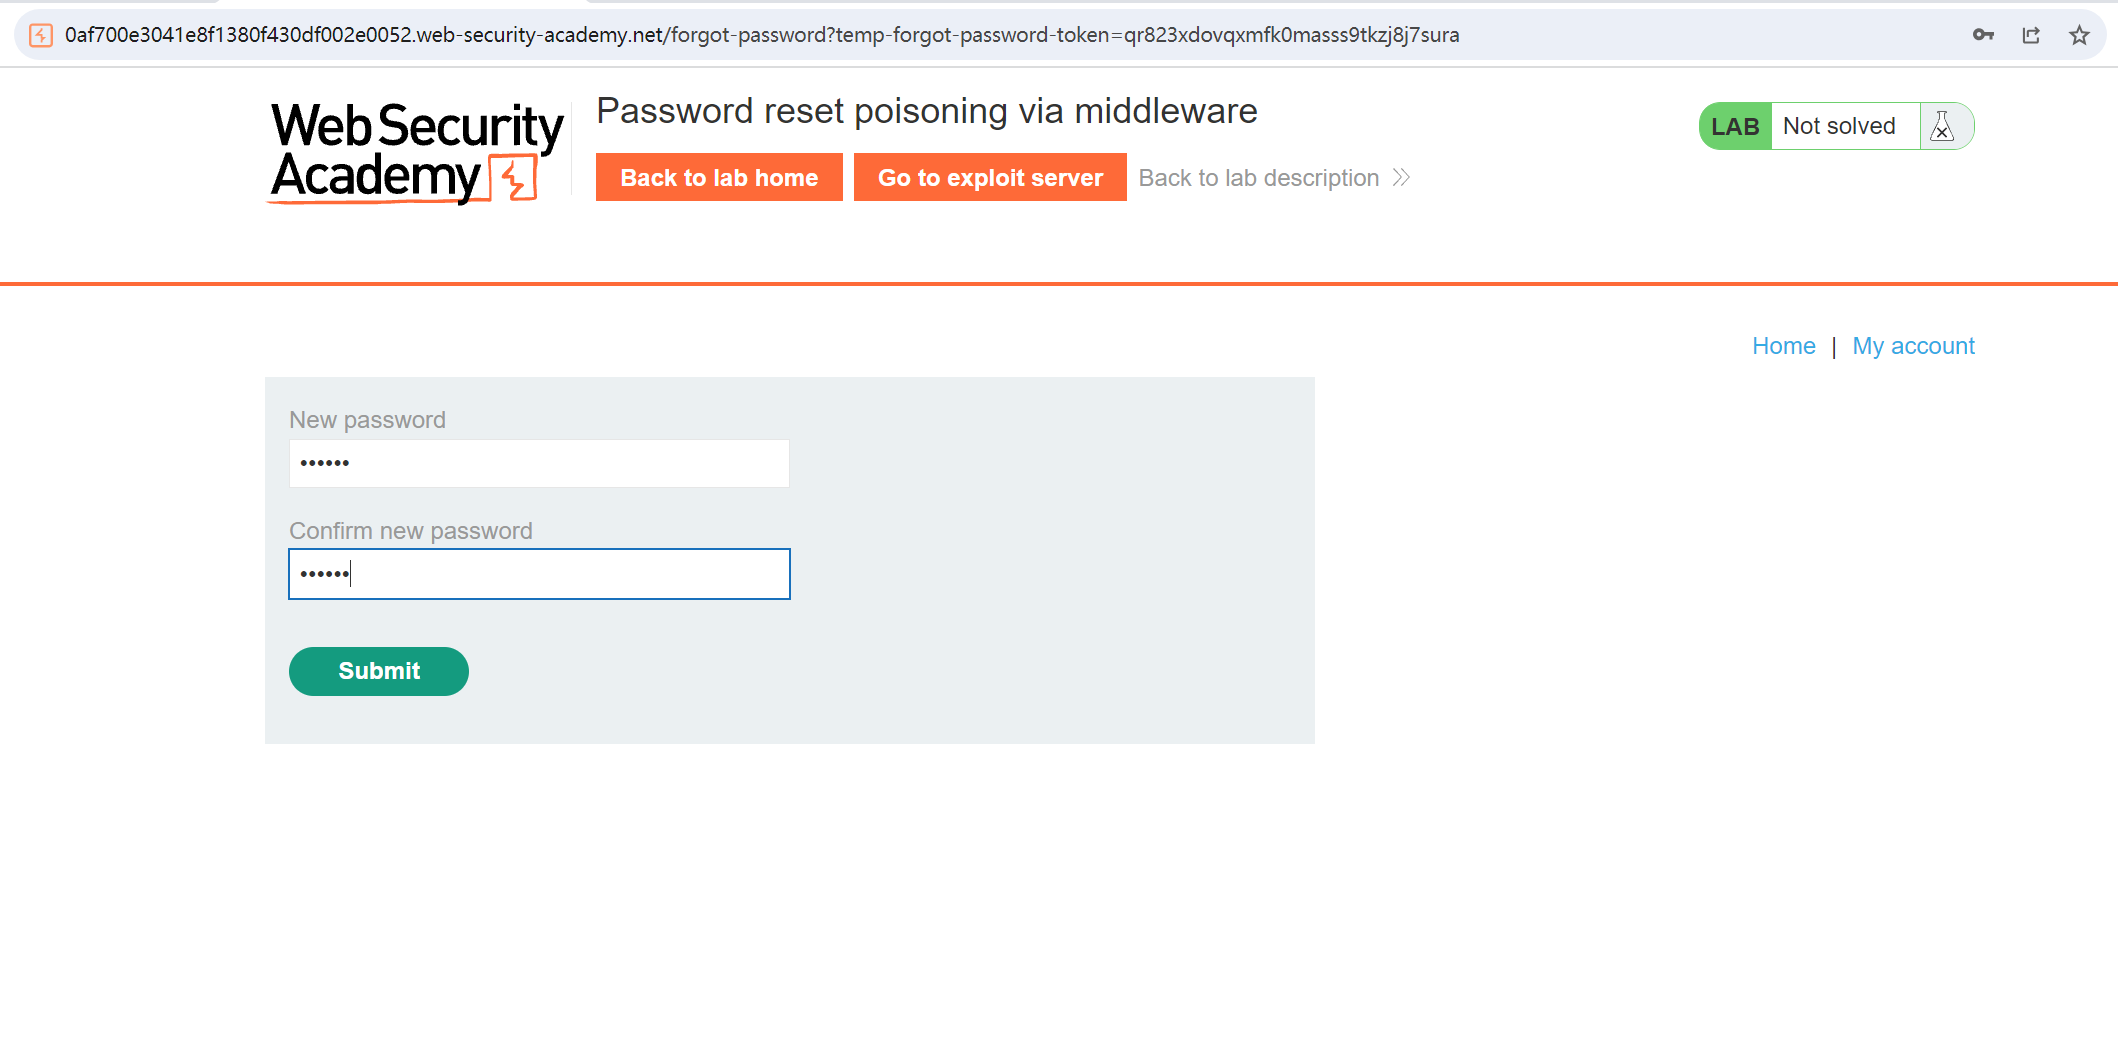 0af700e3041e8f1380f430df002e0052.web-security-academy.net/forgot-password?temp-forgot-password-token=qr823xdovqxmfk0masss9tkzj8j7sura
Web Security
Academy
Password reset poisoning via middleware
LAB Not solved
Back to lab home Go to exploit server Back to lab description
Home | My account
New password
••••••
Confirm new password
••••••
Submit